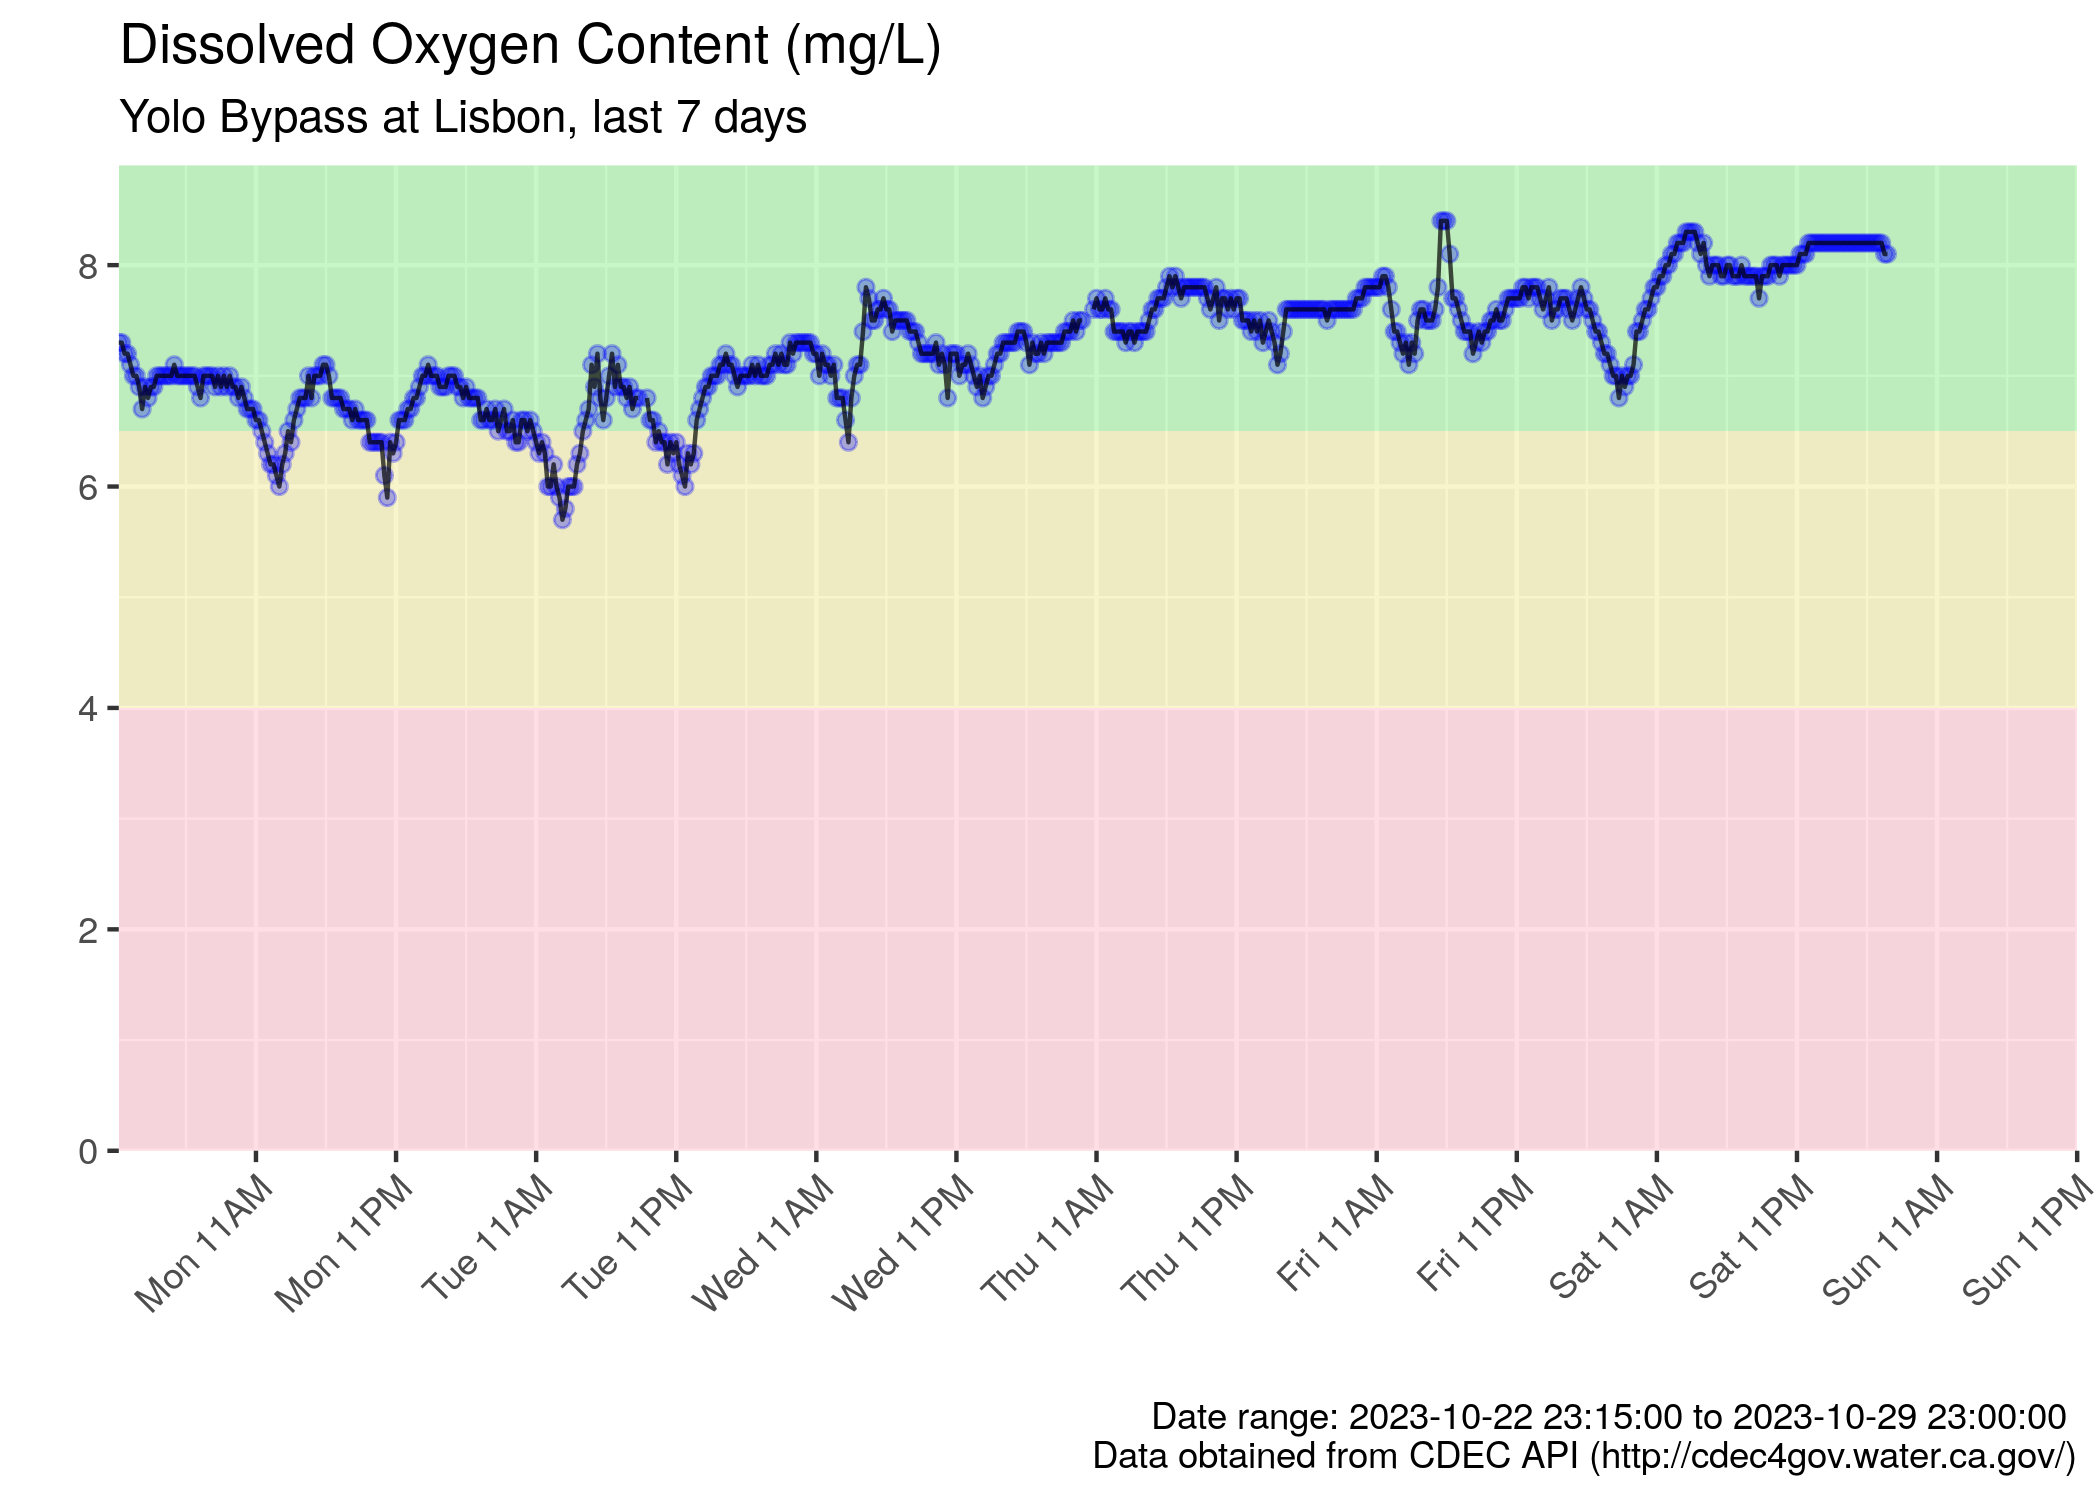 Dissolved Oxygen Content (mg/L)
Yolo Bypass at Lisbon, last 7 days
8
6
4
2
0
Mon 11AM
Mon 11PM
Tue 11AM
Tue 11PM
Wed 11AM
Wed 11PM
Thu 11AM
Thu 11PM
Fri 11AM
Fri 11PM
Sat 11AM
Sat 11PM
Sun 11AM
Sun 11PM
Date range: 2023-10-22 23:15:00 to 2023-10-29 23:00:00
Data obtained from CDEC API (http://cdec4gov.water.ca.gov/)